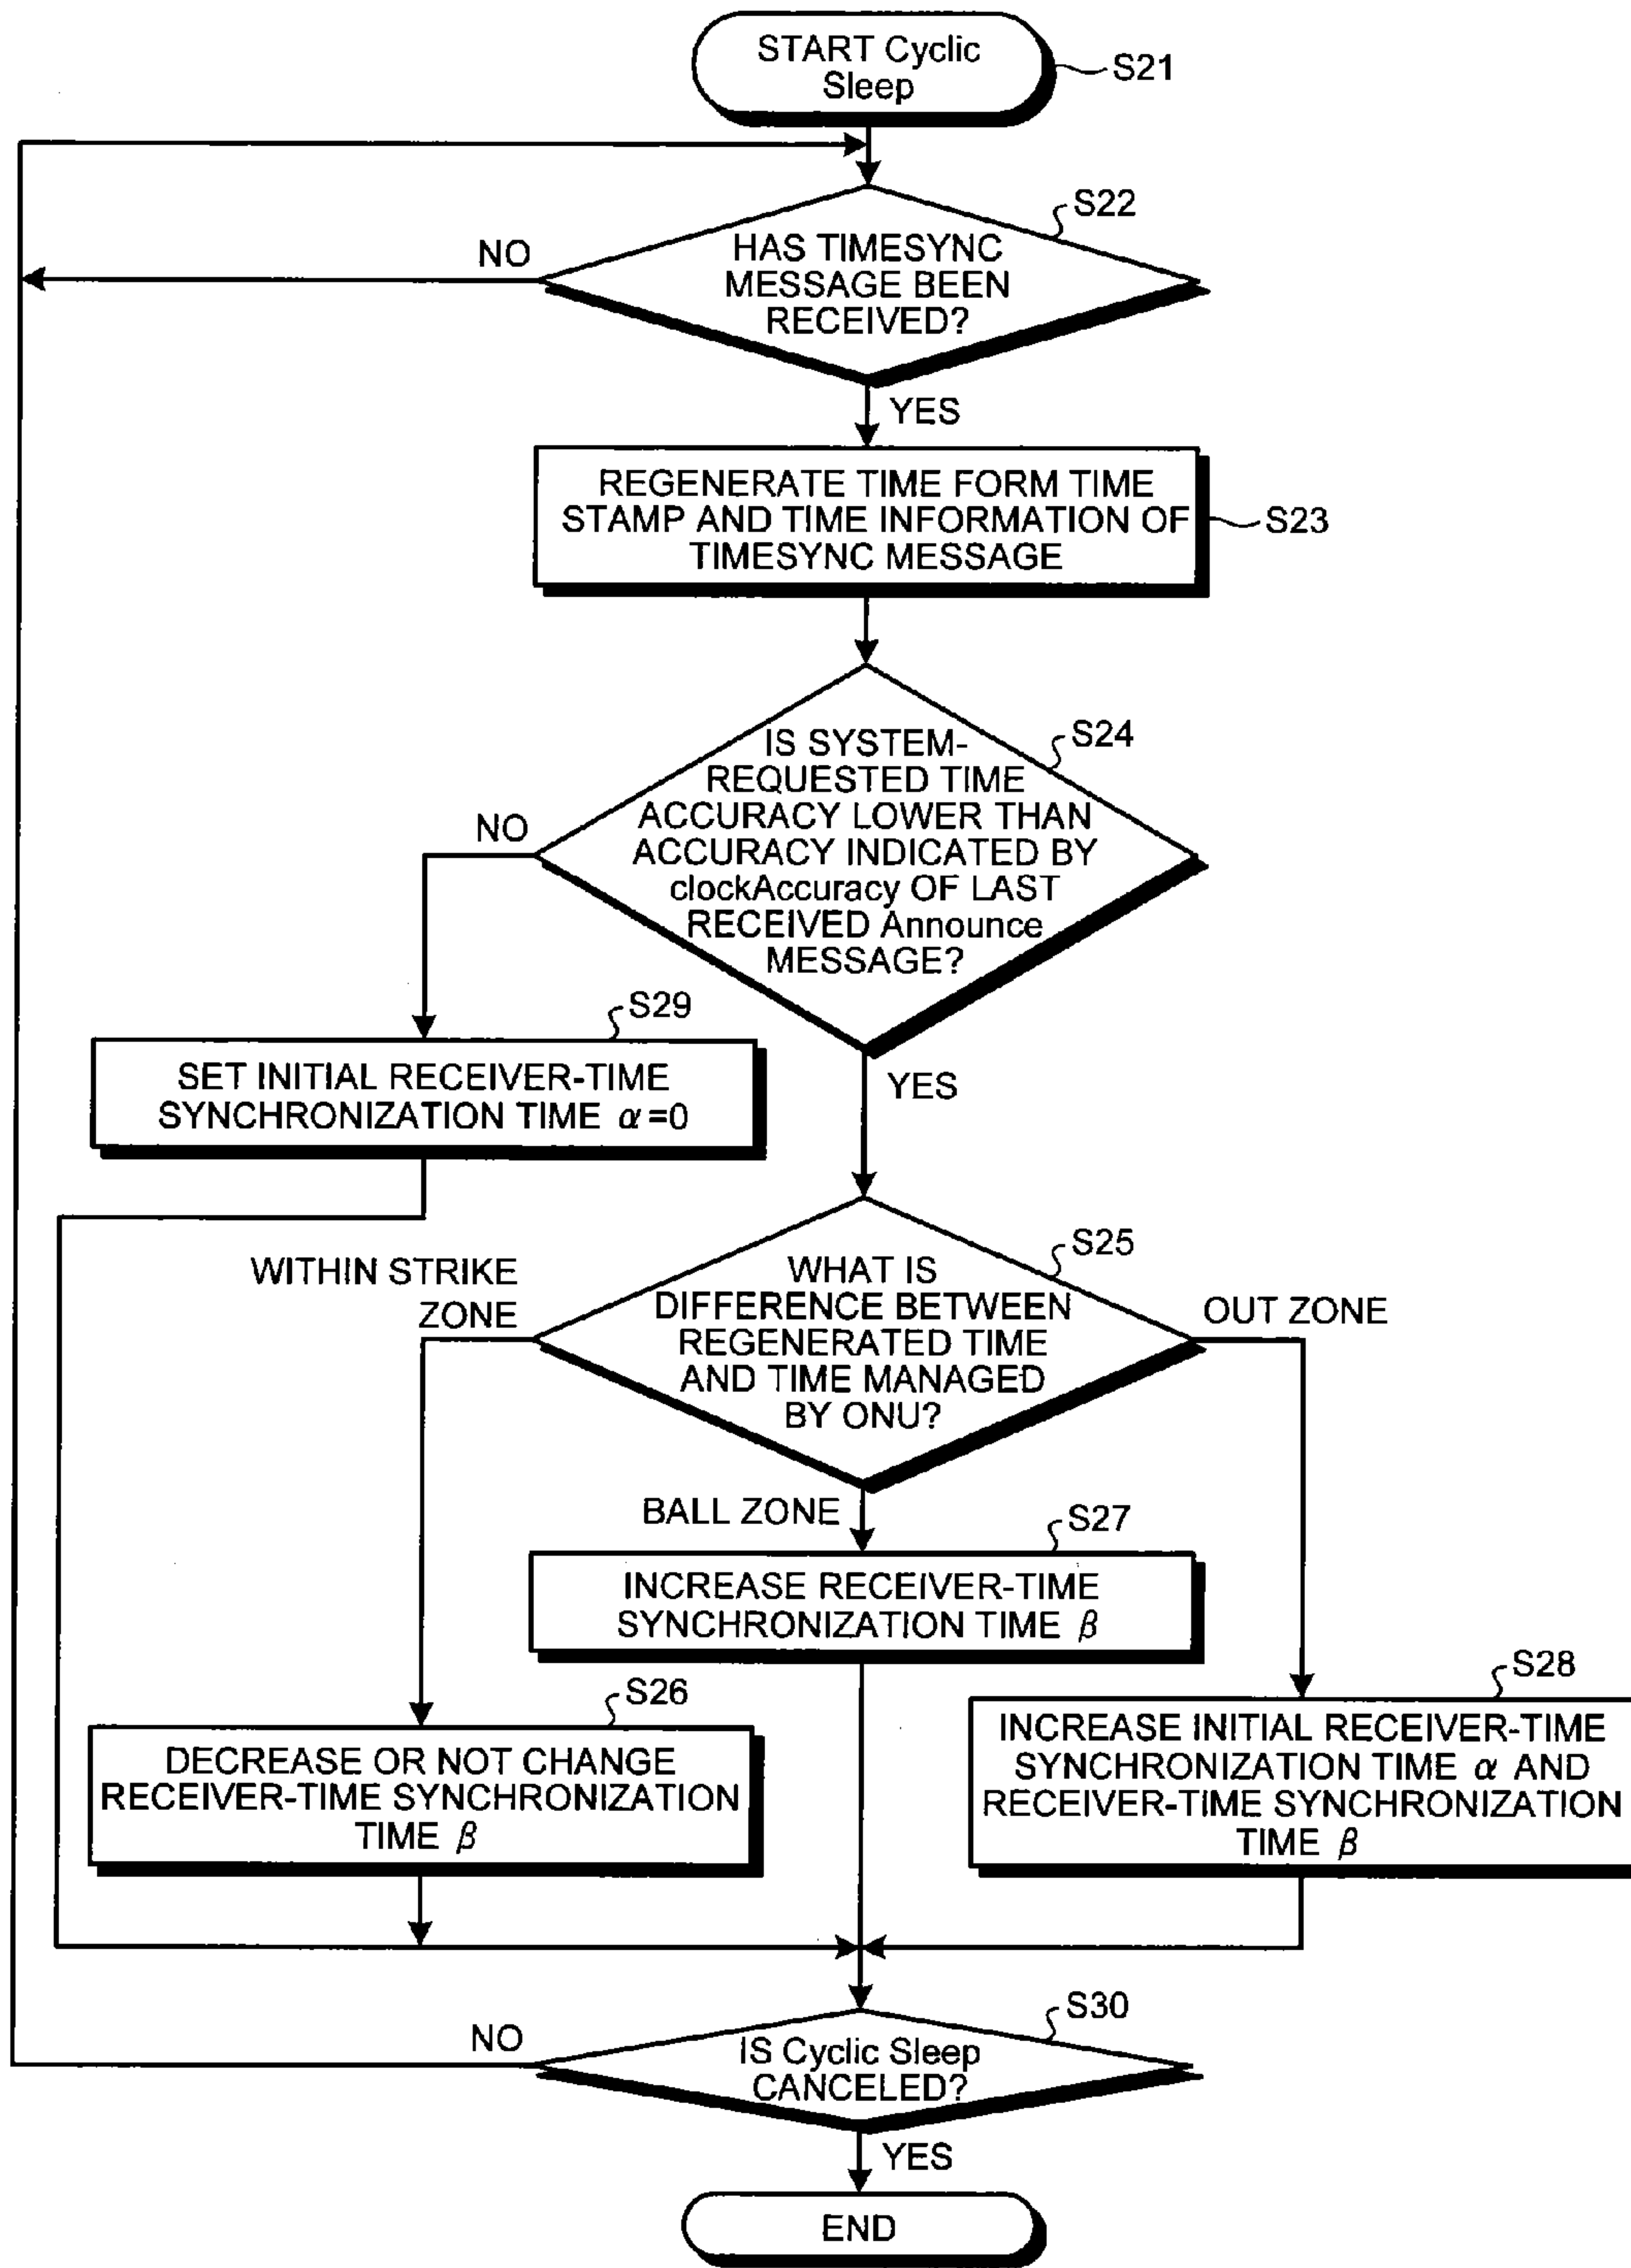 START Cyclic
Sleep
S21
S22
HAS TIMESYNC
MESSAGE BEEN
RECEIVED?
NO
YES
REGENERATE TIME FORM TIME
STAMP AND TIME INFORMATION OF
TIMESYNC MESSAGE
S23
S24
IS SYSTEM-
REQUESTED TIME
ACCURACY LOWER THAN
ACCURACY INDICATED BY
clockAccuracy OF LAST
RECEIVED Announce
MESSAGE?
NO
YES
S29
SET INITIAL RECEIVER-TIME
SYNCHRONIZATION TIME α=0
S25
WHAT IS
DIFFERENCE BETWEEN
REGENERATED TIME
AND TIME MANAGED
BY ONU?
WITHIN STRIKE
ZONE
OUT ZONE
BALL ZONE
S27
INCREASE RECEIVER-TIME
SYNCHRONIZATION TIME β
S26
DECREASE OR NOT CHANGE
RECEIVER-TIME SYNCHRONIZATION
TIME β
S28
INCREASE INITIAL RECEIVER-TIME
SYNCHRONIZATION TIME α AND
RECEIVER-TIME SYNCHRONIZATION
TIME β
S30
IS Cyclic Sleep
CANCELED?
NO
YES
END